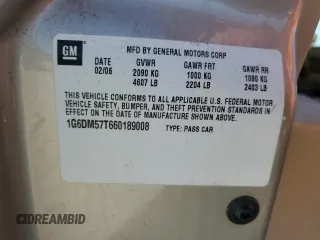 GM
MFD BY GENERAL MOTORS CORP
DATE GVWR GAWR FRT GAWR RR
02/06 2090 KG 1000 KG 1090 KG
4607 LB 2204 LB 2403 LB
THIS VEHICLE CONFORMS TO ALL APPLICABLE U.S. FEDERAL MOTOR
VEHICLE SAFETY, BUMPER, AND THEFT PREVENTION STANDARDS
IN EFFECT ON THE DATE OF MANUFACTURE SHOWN ABOVE.
1G6DM57T660189008 TYPE: PASS CAR
DREAMBID